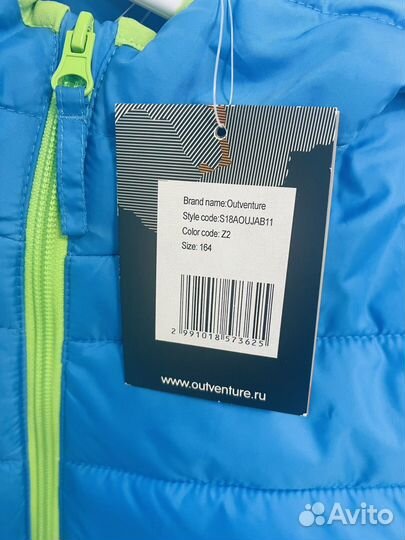 Brand name:Outventure
Style code:S18AOUJAB11
Color code: Z2
Size: 164
2 991018 573625
www.outventure.ru
Avito